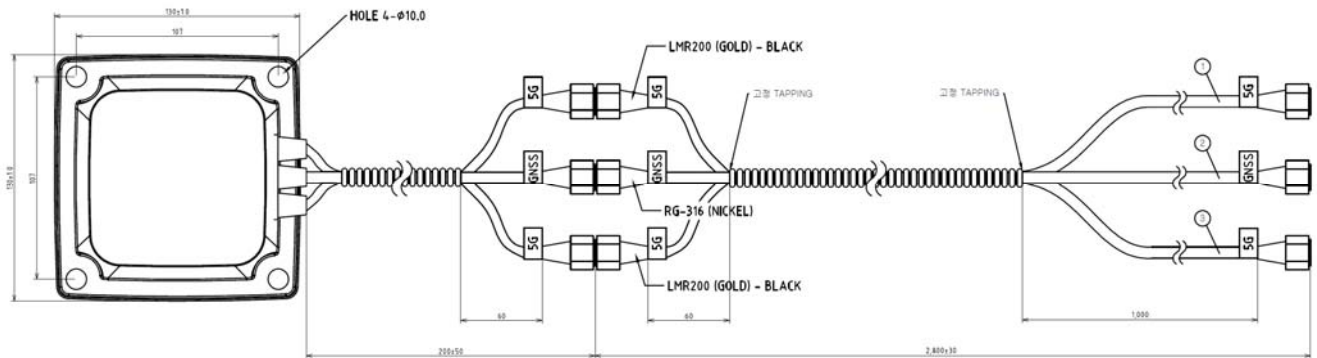 130±1.0
107
HOLE 4-Φ10.0
130±1.0
107
LMR200 (GOLD) - BLACK
5G
5G
고정 TAPPING
고정 TAPPING
1
5G
GNSS
GNSS
2
GNSS
RG-316 (NICKEL)
5G
5G
3
5G
LMR200 (GOLD) - BLACK
60
60
1,000
200±50
2,800±30